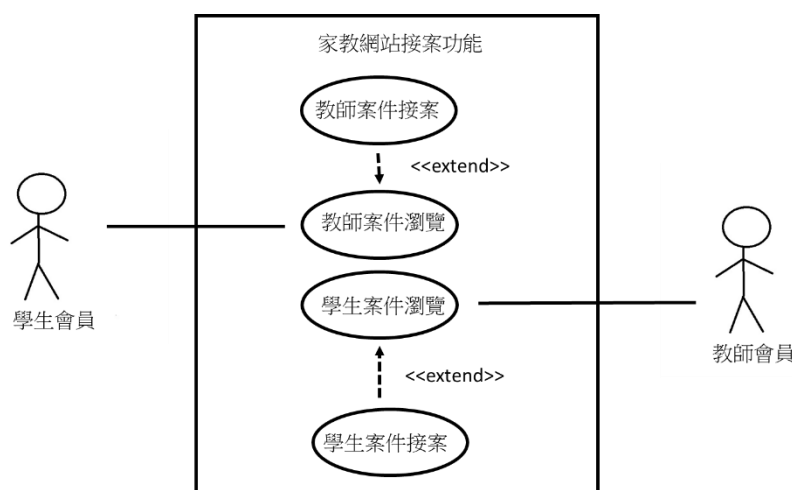 家教網站接案功能
教師案件接案
<<extend>>
教師案件瀏覽
學生會員
學生案件瀏覽
教師會員
<<extend>>
學生案件接案